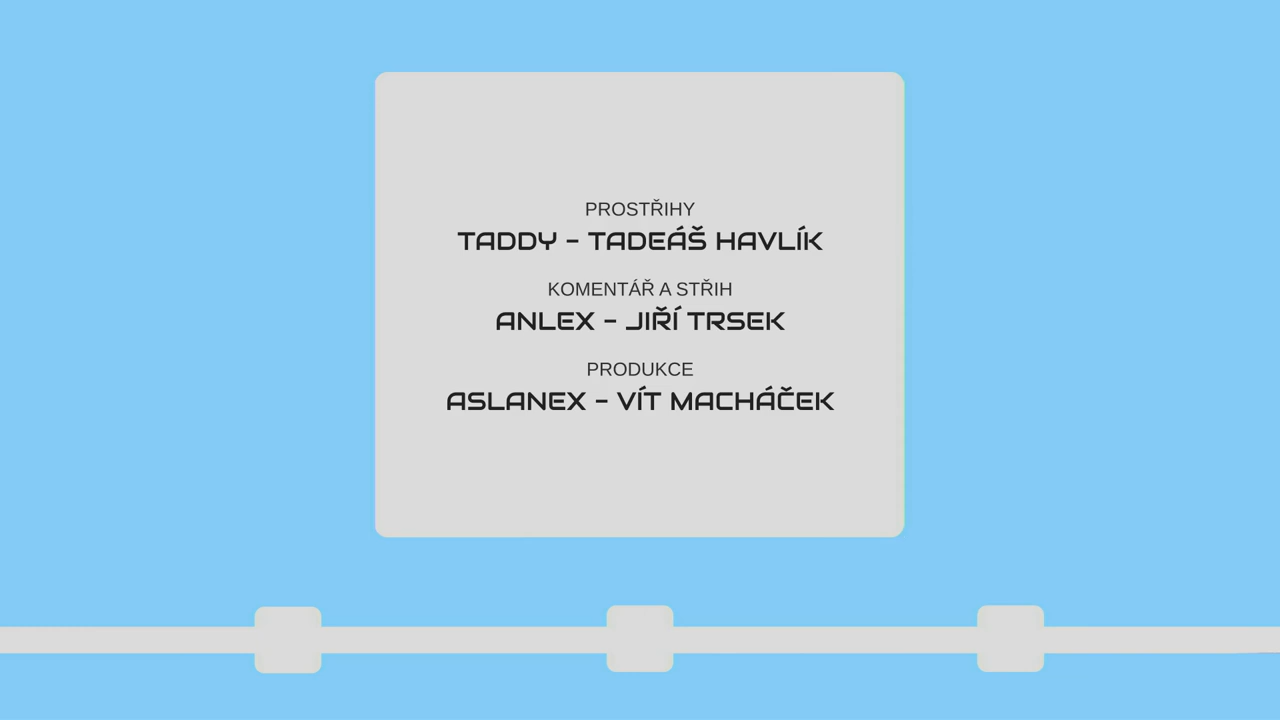 PROSTŘIHY
TADDY - TADEÁŠ HAVLÍK
KOMENTÁŘ A STŘIH
ANLEX - JIŘÍ TRSEK
PRODUKCE
ASLANEX - VÍT MACHÁČEK